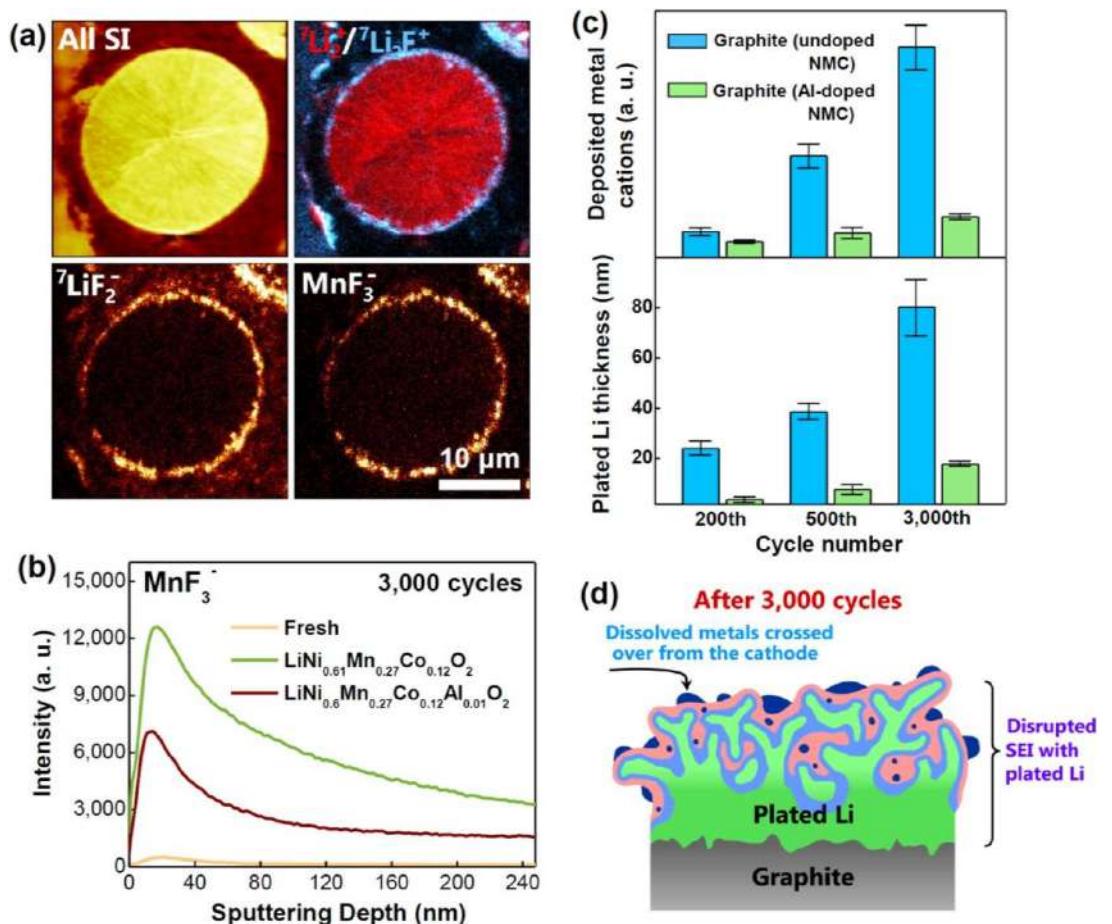 (a)
All SI
⁷Li₂⁺/⁷Li₂F⁺
⁷LiF₂⁻
MnF₃⁻
10 μm
(b)
MnF₃⁻
3,000 cycles
15,000
12,000
9,000
6,000
3,000
0
Intensity (a. u.)
Fresh
LiNi₀.₆₁Mn₀.₂₇Co₀.₁₂O₂
LiNi₀.₆Mn₀.₂₇Co₀.₁₂Al₀.₀₁O₂
0 40 80 120 160 200 240
Sputtering Depth (nm)
(c)
Deposited metal
cations (a. u.)
Graphite (undoped
NMC)
Graphite (Al-doped
NMC)
Plated Li thickness (nm)
80
60
40
20
200th 500th 3,000th
Cycle number
(d)
After 3,000 cycles
Dissolved metals crossed
over from the cathode
Disrupted
SEI with
plated Li
Plated Li
Graphite